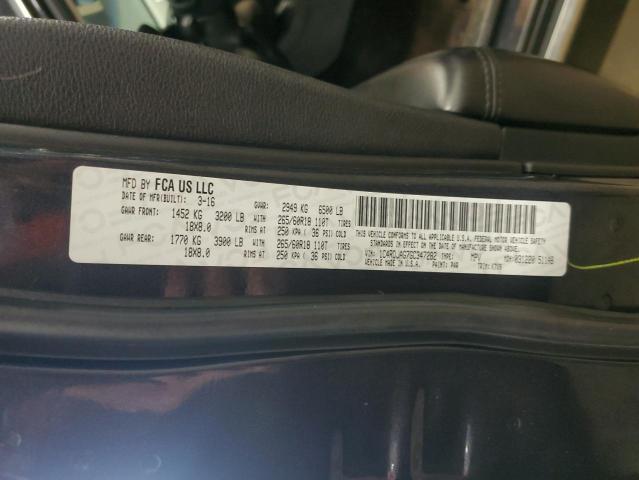 MFD BY FCA US LLC
DATE OF MFR(BUILT): 3-16 GVWR: 2949 KG 6500 LB
GAWR FRONT: 1452 KG 3200 LB WITH 265/60R18 110T TIRES
18X8.0 RIMS AT 250 KPA ( 36 PSI) COLD
GAWR REAR: 1770 KG 3900 LB WITH 265/60R18 110T TIRES
18X8.0 RIMS AT 250 KPA ( 36 PSI) COLD
THIS VEHICLE CONFORMS TO ALL APPLICABLE U.S.A. FEDERAL MOTOR VEHICLE SAFETY
STANDARDS IN EFFECT ON THE DATE OF MANUFACTURE SHOWN ABOVE.
VIN: TYPE: MPV MDH: 031220
VEHICLE MADE IN U.S.A. PAINT: PAR TRIM: